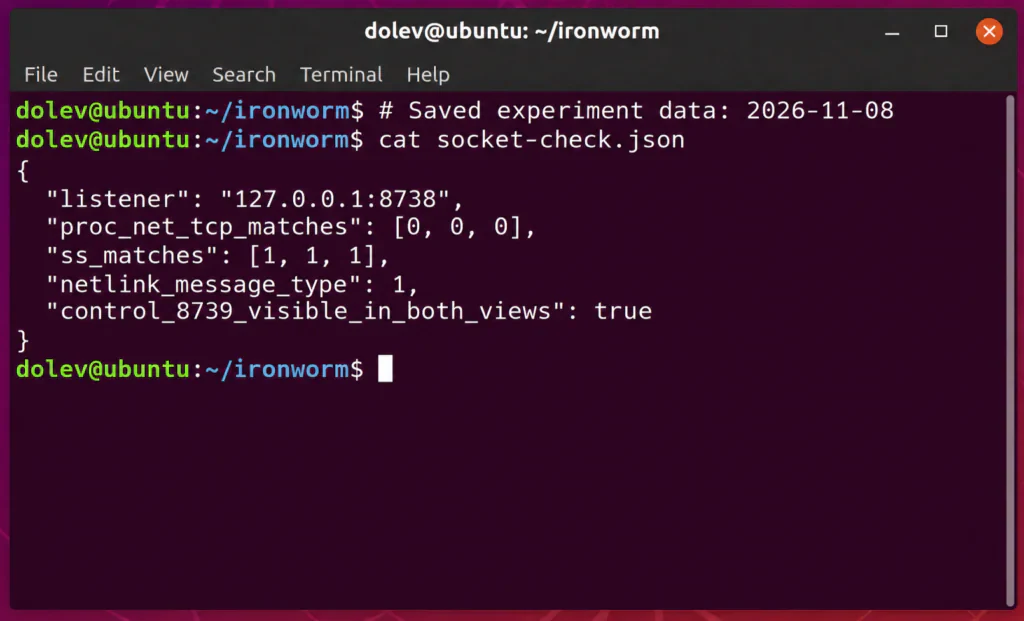 dolev@ubuntu: ~/ironworm
File Edit View Search Terminal Help
dolev@ubuntu:~/ironworm$ # Saved experiment data: 2026-11-08
dolev@ubuntu:~/ironworm$ cat socket-check.json
{
  "listener": "127.0.0.1:8738",
  "proc_net_tcp_matches": [0, 0, 0],
  "ss_matches": [1, 1, 1],
  "netlink_message_type": 1,
  "control_8739_visible_in_both_views": true
}
dolev@ubuntu:~/ironworm$